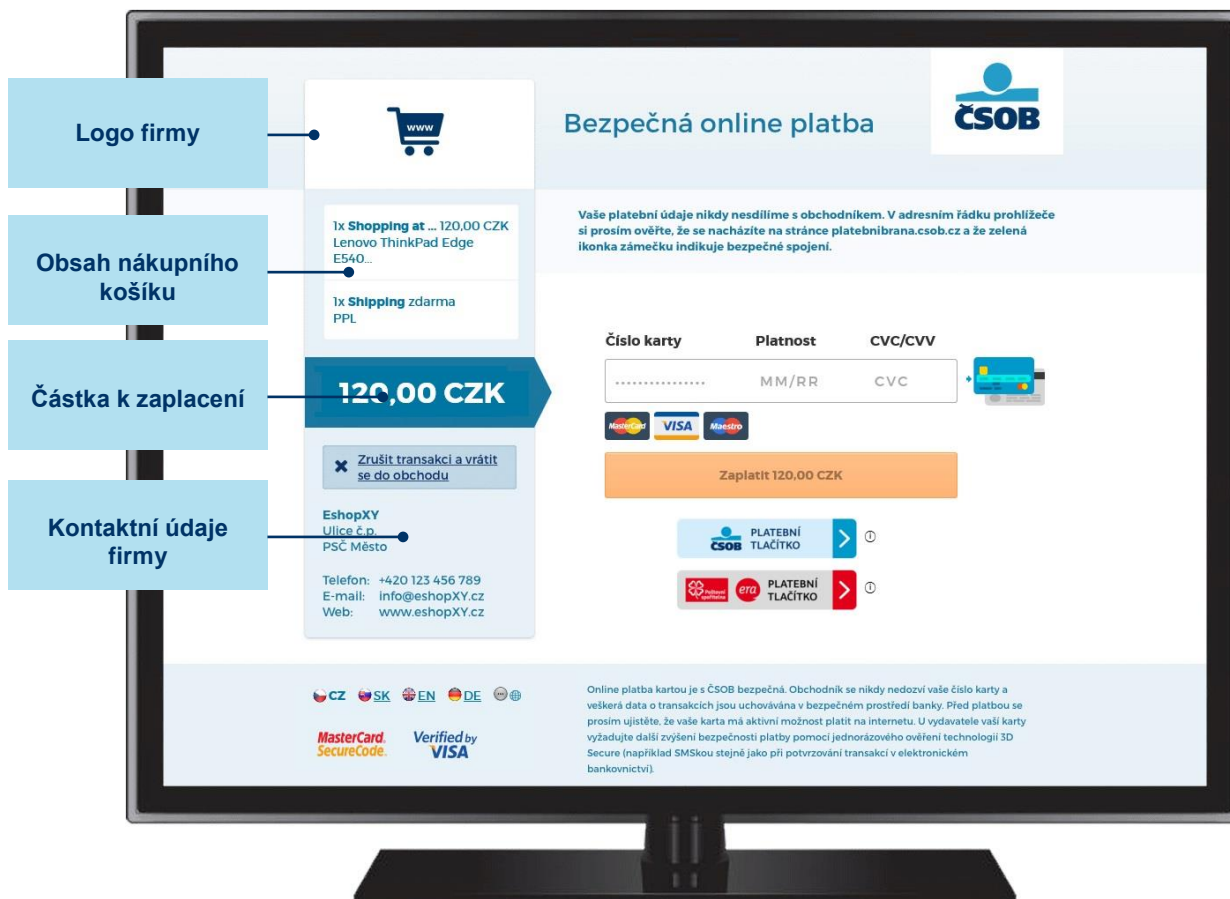 Logo firmy
Obsah nákupního
košíku
Částka k zaplacení
Kontaktní údaje
firmy
www
1x Shopping at ... 120,00 CZK
Lenovo ThinkPad Edge
E540...
1x Shipping zdarma
PPL
120,00 CZK
Zrušit transakci a vrátit
se do obchodu
EshopXY
Ulice č.p.
PSČ Město
Telefon: +420 123 456 789
E-mail: info@eshopXY.cz
Web: www.eshopXY.cz
Bezpečná online platba
ČSOB
Vaše platební údaje nikdy nesdílíme s obchodníkem. V adresním řádku prohlížeče
si prosím ověřte, že se nacházíte na stránce platebnibrana.csob.cz a že zelená
ikonka zámečku indikuje bezpečné spojení.
Číslo karty Platnost CVC/CVV
................ MM/RR CVC
MasterCard VISA Maestro
Zaplatit 120,00 CZK
ČSOB PLATEBNÍ
TLAČÍTKO
Poštovní
spořitelna era PLATEBNÍ
TLAČÍTKO
CZ SK EN DE
MasterCard.
SecureCode.
Verified by
VISA
Online platba kartou je s ČSOB bezpečná. Obchodník se nikdy nedozví vaše číslo karty a
veškerá data o transakcích jsou uchovávána v bezpečném prostředí banky. Před platbou se
prosím ujistěte, že vaše karta má aktivní možnost platit na internetu. U vydavatele vaší karty
vyžadujte další zvýšení bezpečnosti platby pomocí jednorázového ověření technologií 3D
Secure (například SMSkou stejně jako při potvrzování transakcí v elektronickém
bankovnictví).